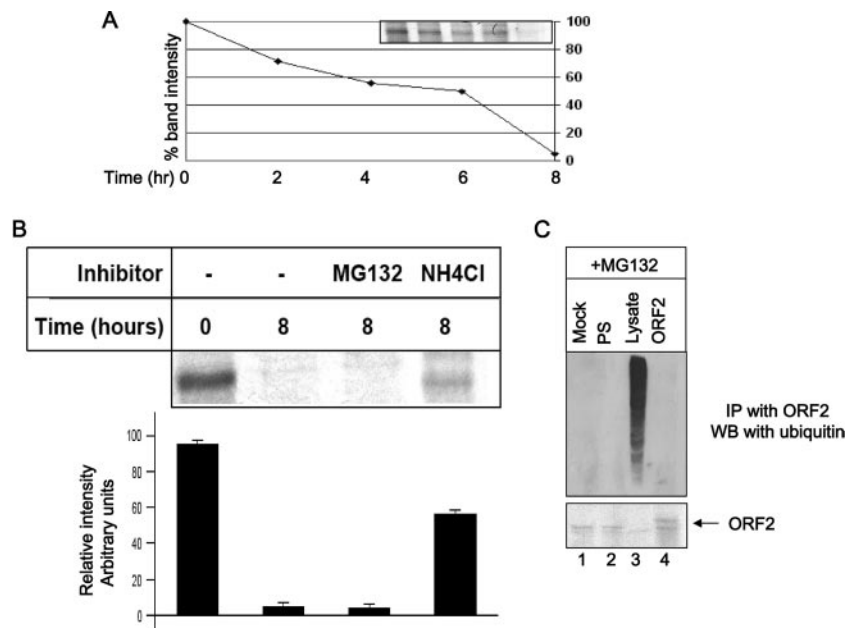 A
100
80
60
40
20
0
% band intensity
Time (hr) 0 2 4 6 8
B
Inhibitor - - MG132 NH4Cl
Time (hours) 0 8 8 8
Relative intensity
Arbitrary units
100
80
60
40
20
0
C
+MG132
Mock
PS
Lysate
ORF2
IP with ORF2
WB with ubiquitin
ORF2
1 2 3 4